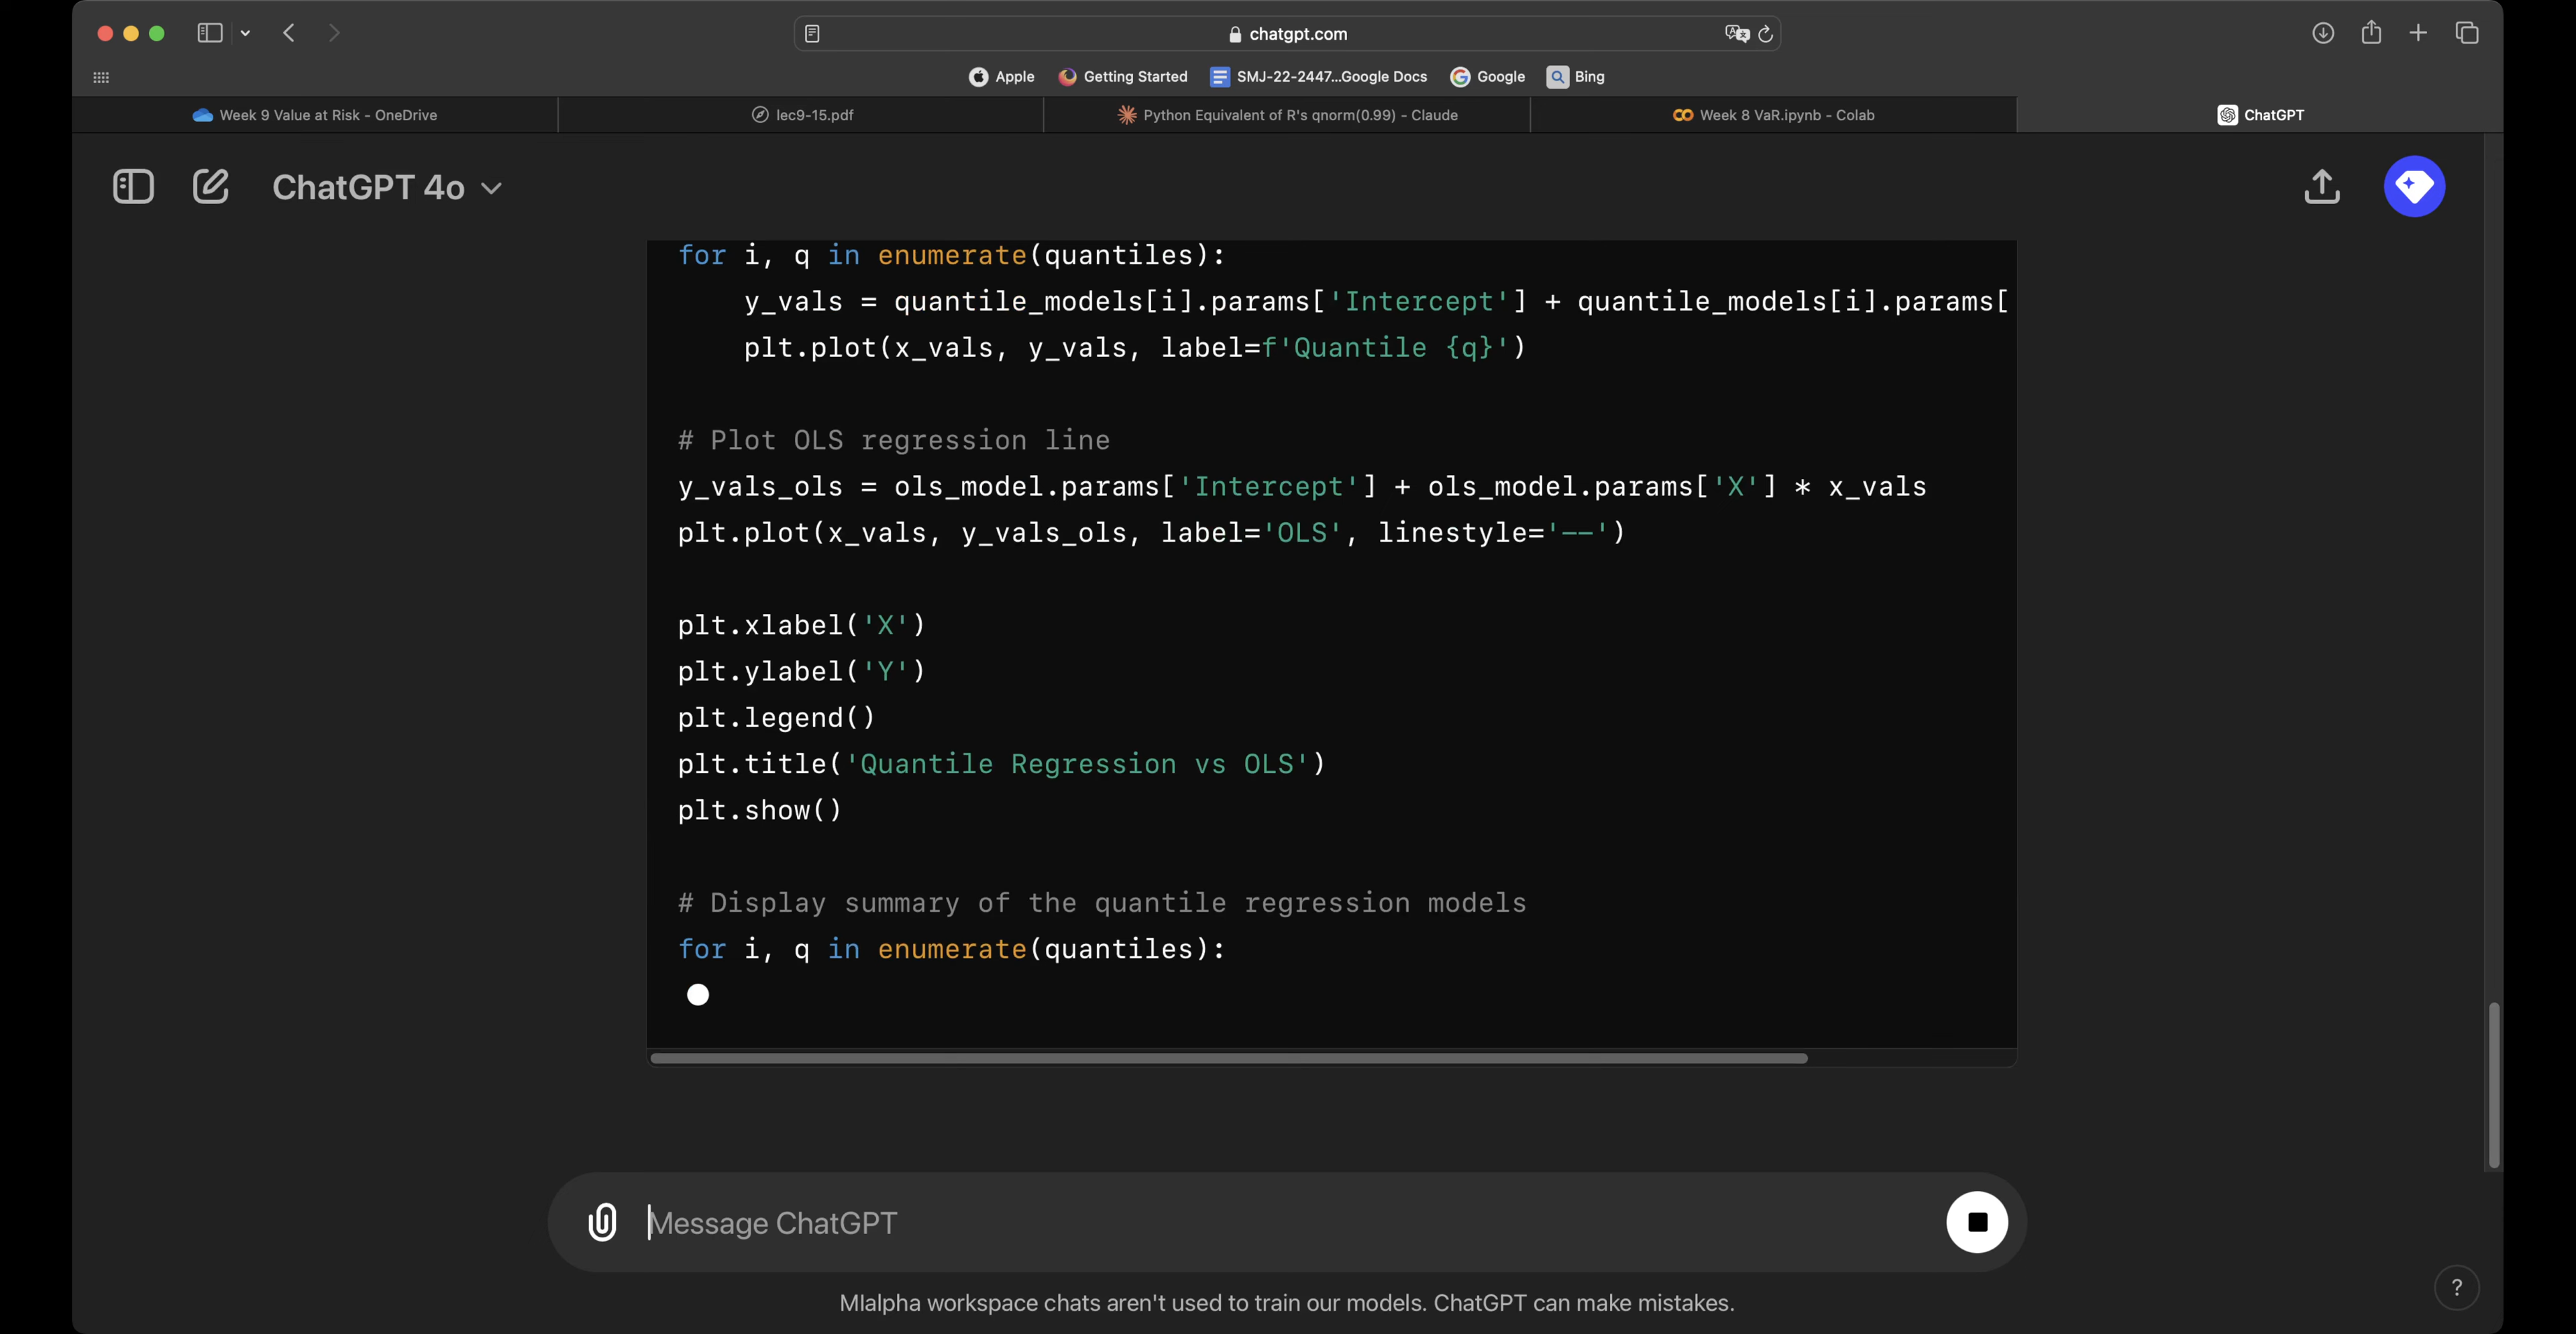 chatgpt.com
Apple Getting Started SMJ-22-2447...Google Docs Google Bing
Week 9 Value at Risk - OneDrive lec9-15.pdf Python Equivalent of R's qnorm(0.99) - Claude Week 8 VaR.ipynb - Colab ChatGPT
ChatGPT 4o
for i, q in enumerate(quantiles):
    y_vals = quantile_models[i].params['Intercept'] + quantile_models[i].params[
    plt.plot(x_vals, y_vals, label=f'Quantile {q}')
# Plot OLS regression line
y_vals_ols = ols_model.params['Intercept'] + ols_model.params['X'] * x_vals
plt.plot(x_vals, y_vals_ols, label='OLS', linestyle='--')
plt.xlabel('X')
plt.ylabel('Y')
plt.legend()
plt.title('Quantile Regression vs OLS')
plt.show()
# Display summary of the quantile regression models
for i, q in enumerate(quantiles):
Message ChatGPT
Mlalpha workspace chats aren't used to train our models. ChatGPT can make mistakes.
?